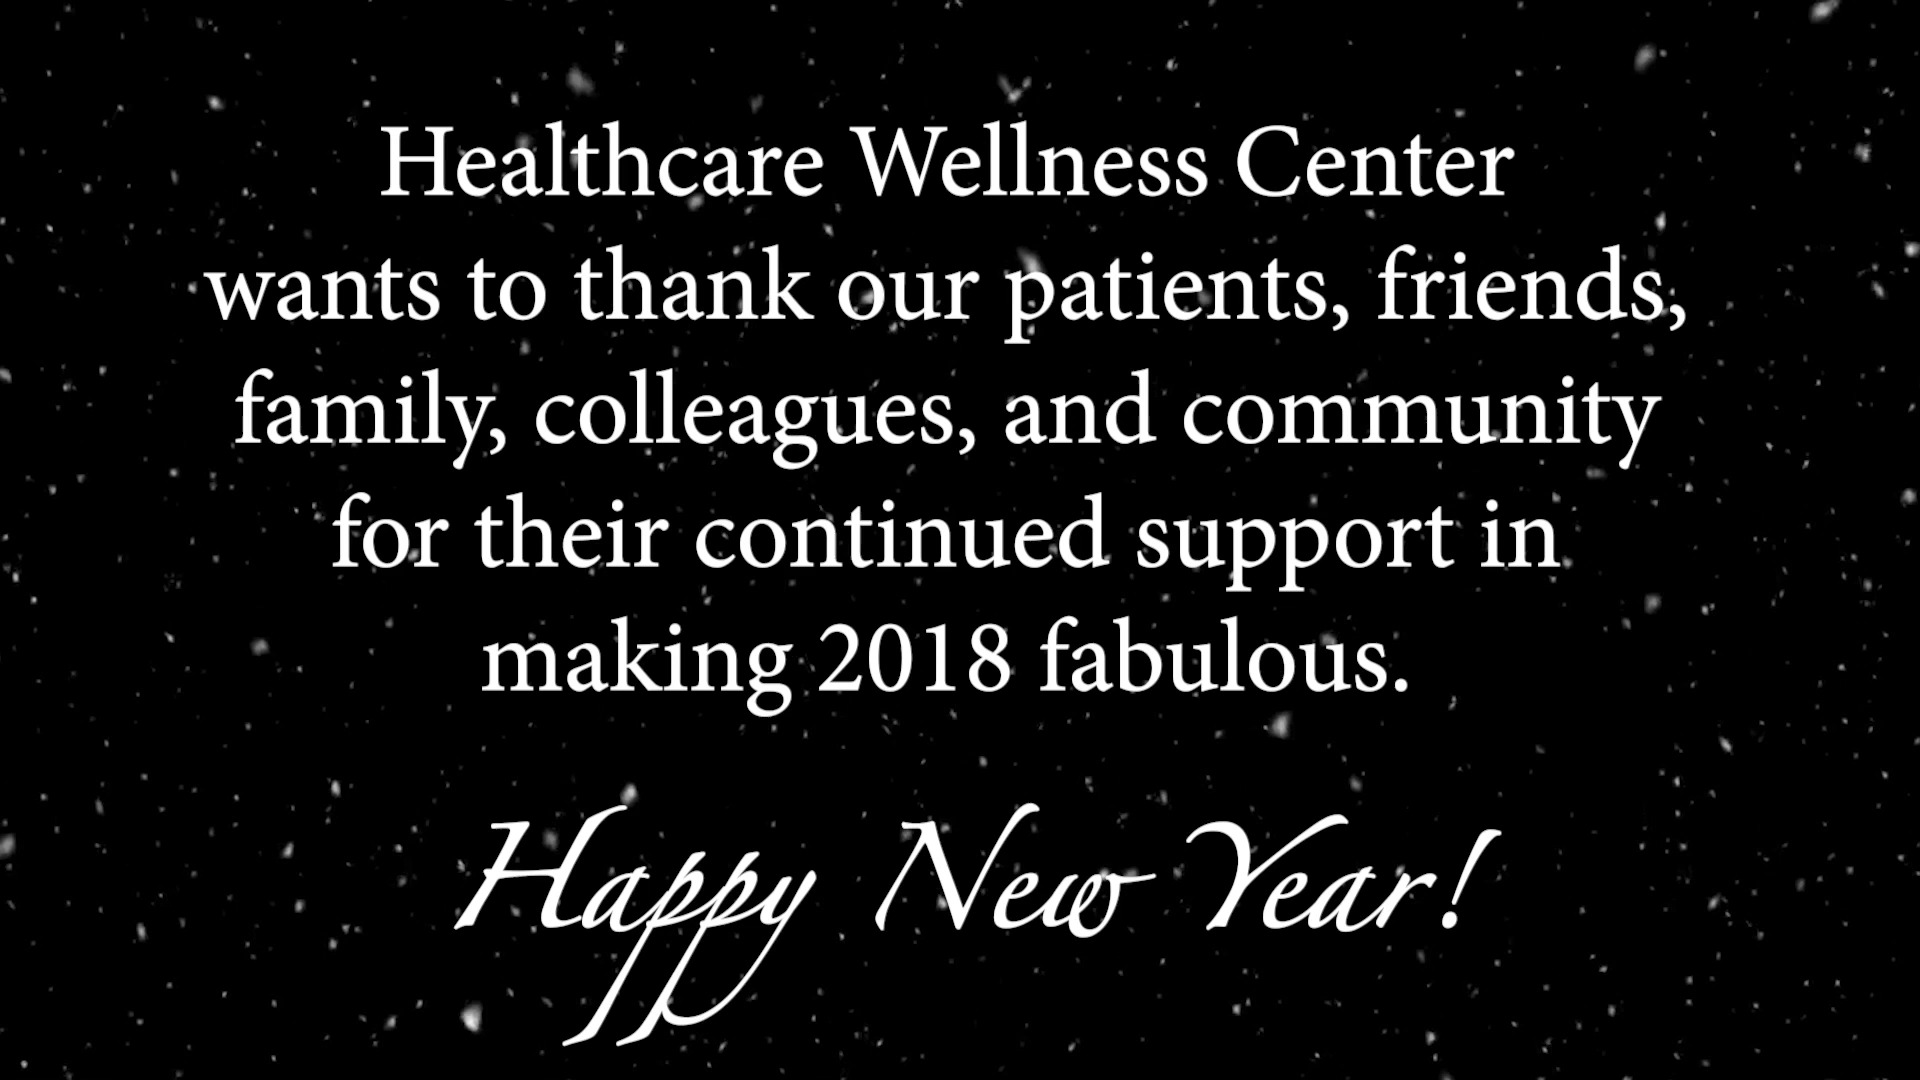 Healthcare Wellness Center
wants to thank our patients, friends,
family, colleagues, and community
for their continued support in
making 2018 fabulous.
Happy New Year!